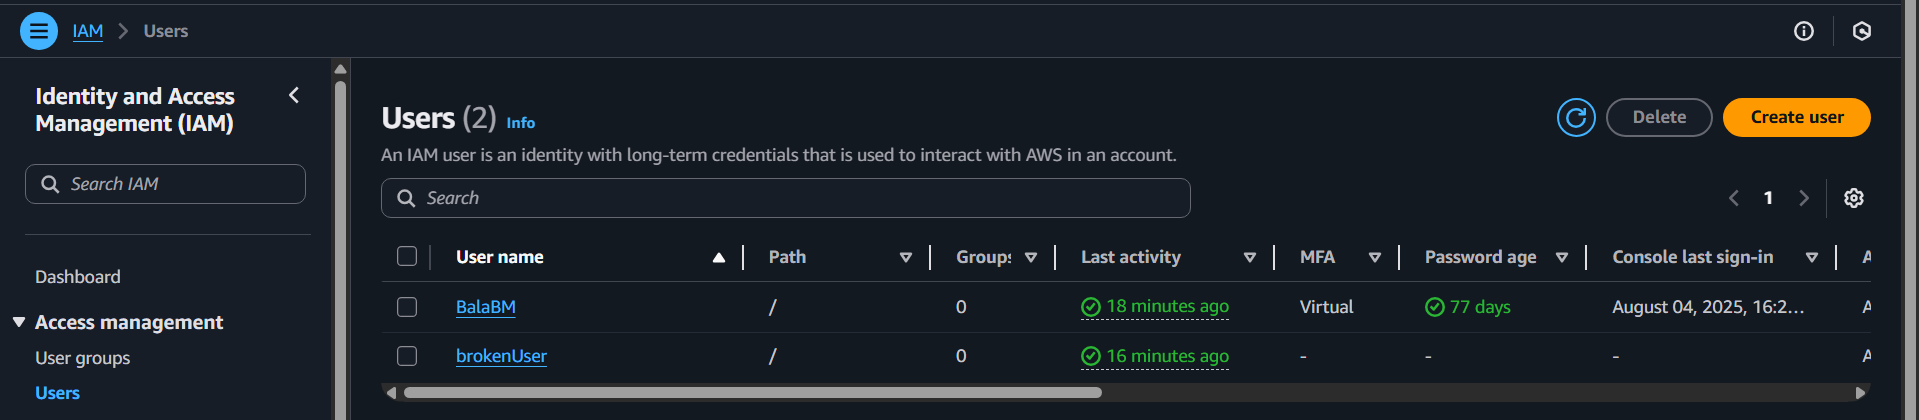 IAM > Users
Identity and Access
Management (IAM)
Search IAM
Dashboard
Access management
User groups
Users
Users (2) Info
Delete
Create user
An IAM user is an identity with long-term credentials that is used to interact with AWS in an account.
Search
1
User name Path Groups Last activity MFA Password age Console last sign-in A
BalaBM / 0 18 minutes ago Virtual 77 days August 04, 2025, 16:2... A
brokenUser / 0 16 minutes ago - - - A